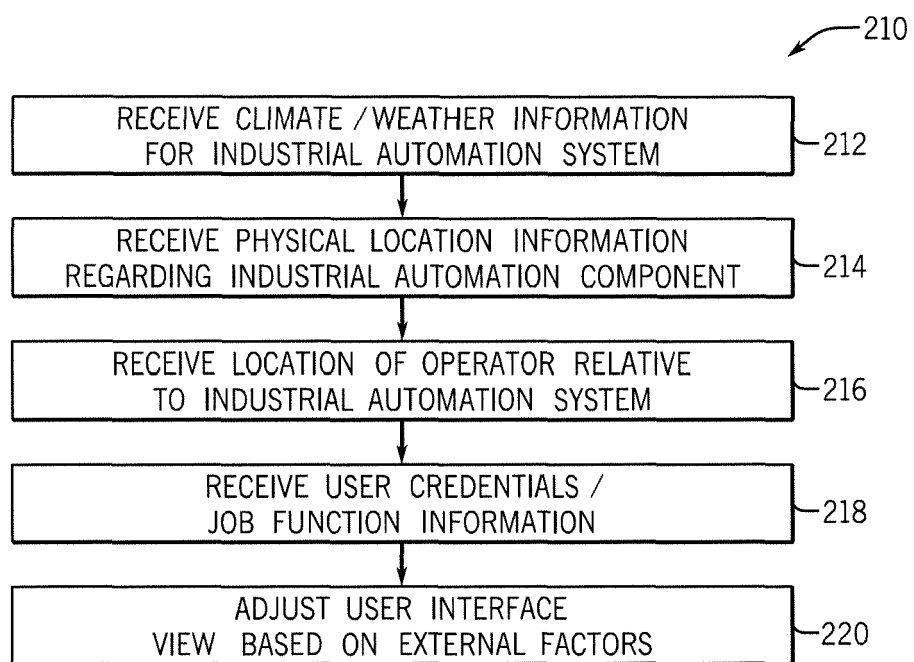 210
RECEIVE CLIMATE / WEATHER INFORMATION
FOR INDUSTRIAL AUTOMATION SYSTEM
212
RECEIVE PHYSICAL LOCATION INFORMATION
REGARDING INDUSTRIAL AUTOMATION COMPONENT
214
RECEIVE LOCATION OF OPERATOR RELATIVE
TO INDUSTRIAL AUTOMATION SYSTEM
216
RECEIVE USER CREDENTIALS /
JOB FUNCTION INFORMATION
218
ADJUST USER INTERFACE
VIEW BASED ON EXTERNAL FACTORS
220